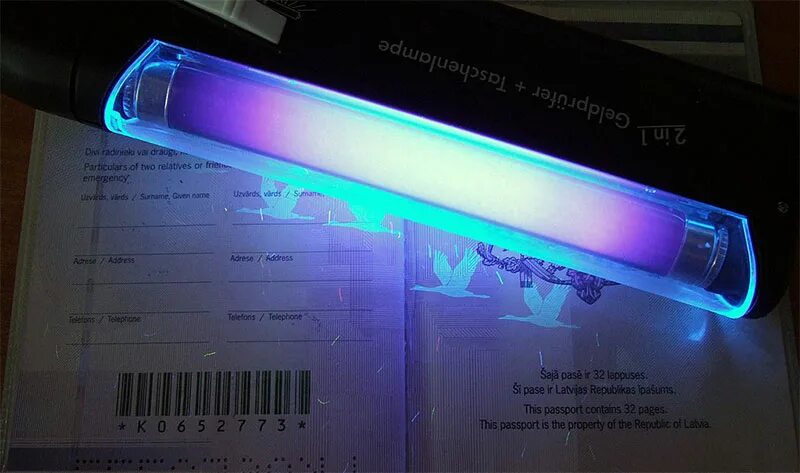 2 in 1
Geldprüfer + Taschenlampe
Divi radinieki vai draugi,
Particulars of two relatives or friends
emergency
Uzvārds, vārds / Surname, Given name
Uzvārds, vārds / Surname,
Adrese / Address
Adrese / Address
Telefons / Telephone
Telefons / Telephone
*K0652773*
Šajā pasē ir 32 lappuses.
Šī pase ir Latvijas Republikas īpašums.
This passport contains 32 pages.
This passport is the property of the Republic of Latvia.